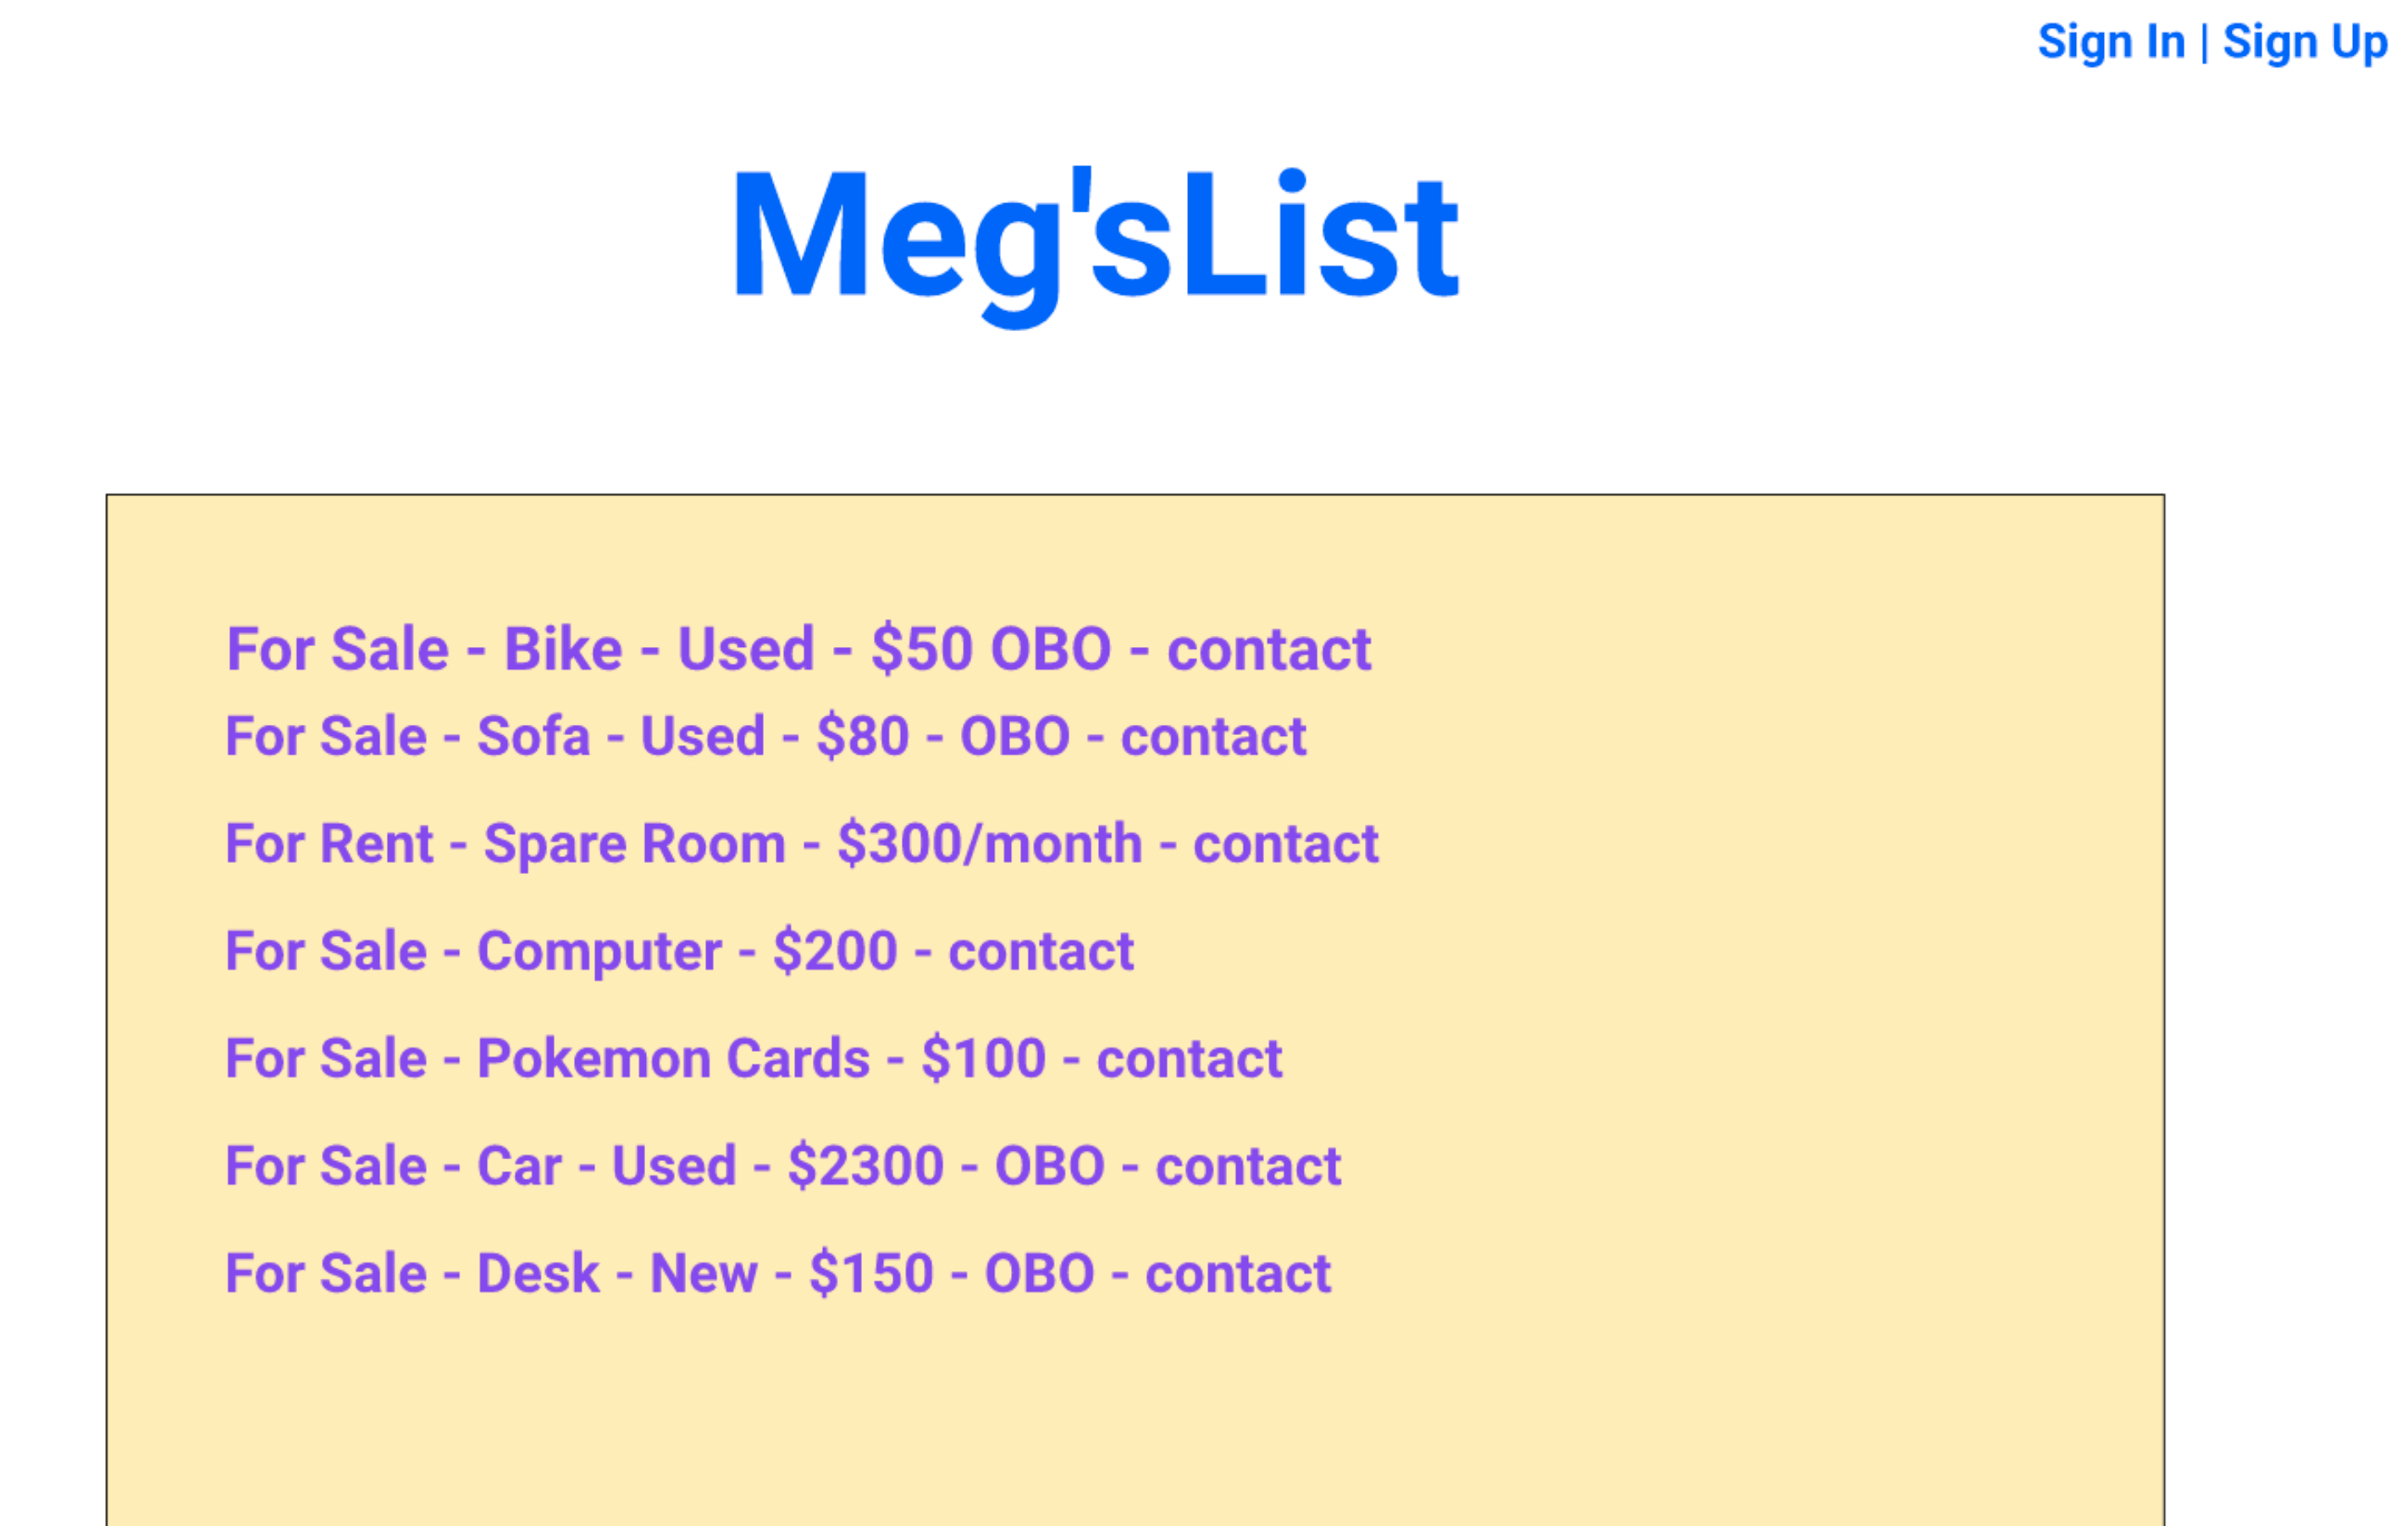 Sign In | Sign Up
Meg'sList
For Sale - Bike - Used - $50 OBO - contact
For Sale - Sofa - Used - $80 - OBO - contact
For Rent - Spare Room - $300/month - contact
For Sale - Computer - $200 - contact
For Sale - Pokemon Cards - $100 - contact
For Sale - Car - Used - $2300 - OBO - contact
For Sale - Desk - New - $150 - OBO - contact